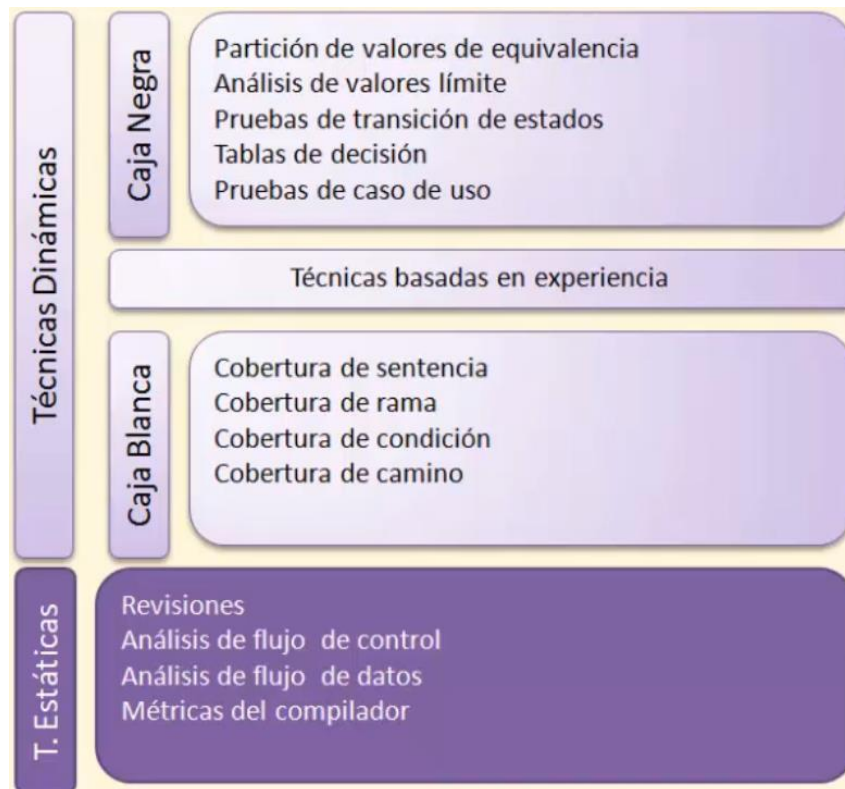 Técnicas Dinámicas
Caja Negra
Partición de valores de equivalencia
Análisis de valores límite
Pruebas de transición de estados
Tablas de decisión
Pruebas de caso de uso
Técnicas basadas en experiencia
Caja Blanca
Cobertura de sentencia
Cobertura de rama
Cobertura de condición
Cobertura de camino
T. Estáticas
Revisiones
Análisis de flujo de control
Análisis de flujo de datos
Métricas del compilador